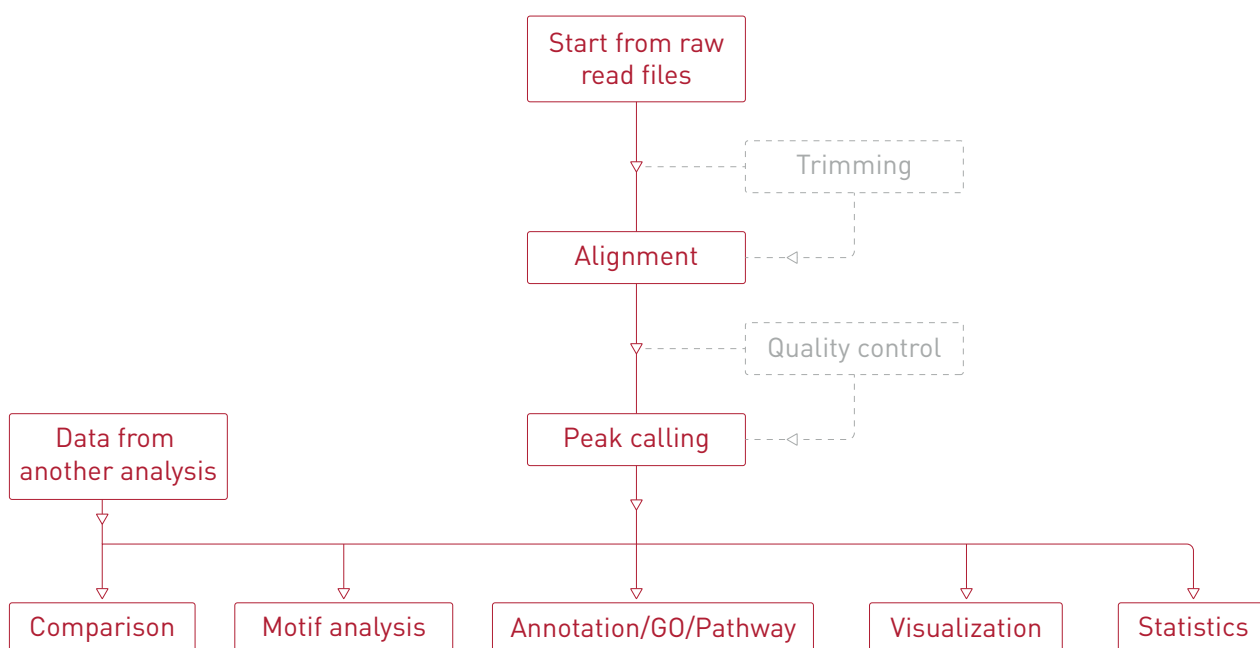 Start from raw
read files
Trimming
Alignment
Quality control
Peak calling
Data from
another analysis
Comparison
Motif analysis
Annotation/GO/Pathway
Visualization
Statistics